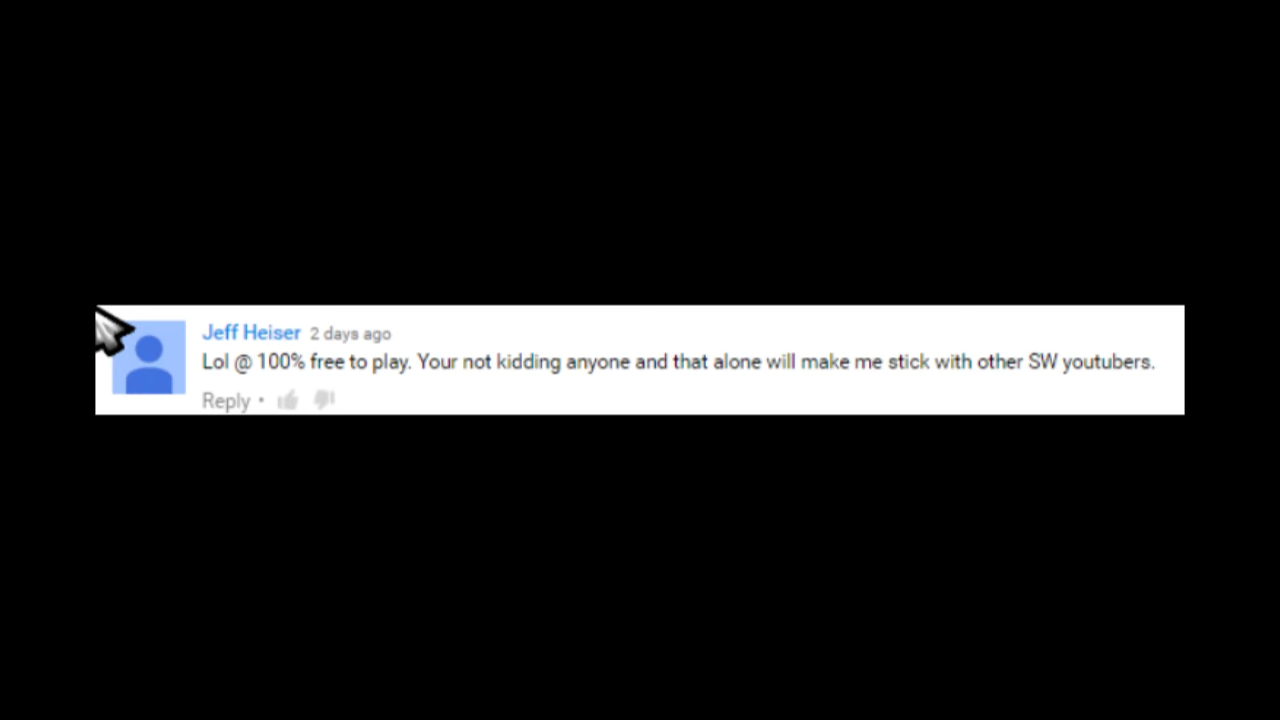 Jeff Heiser 2 days ago
Lol @ 100% free to play. Your not kidding anyone and that alone will make me stick with other SW youtubers.
Reply •